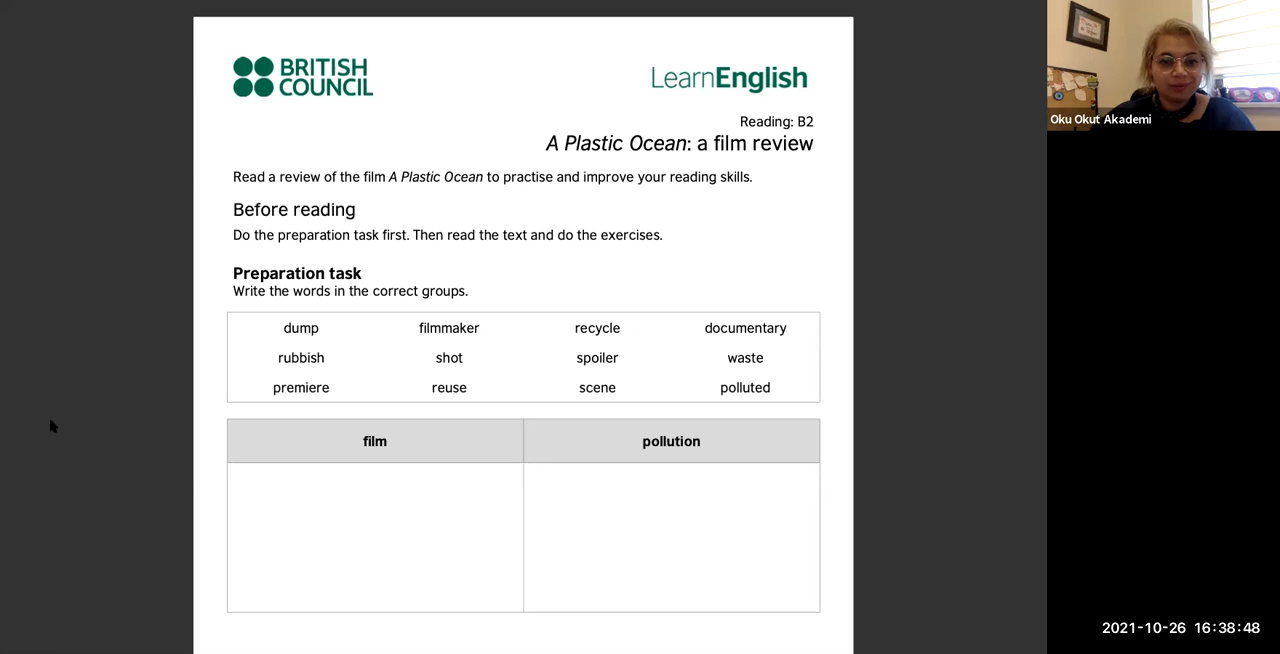 BRITISH
COUNCIL
LearnEnglish
Reading: B2
A Plastic Ocean: a film review
Read a review of the film A Plastic Ocean to practise and improve your reading skills.
Before reading
Do the preparation task first. Then read the text and do the exercises.
Preparation task
Write the words in the correct groups.
dump filmmaker recycle documentary
rubbish shot spoiler waste
premiere reuse scene polluted
film pollution
Oku Okut Akademi
2021-10-26 16:38:48